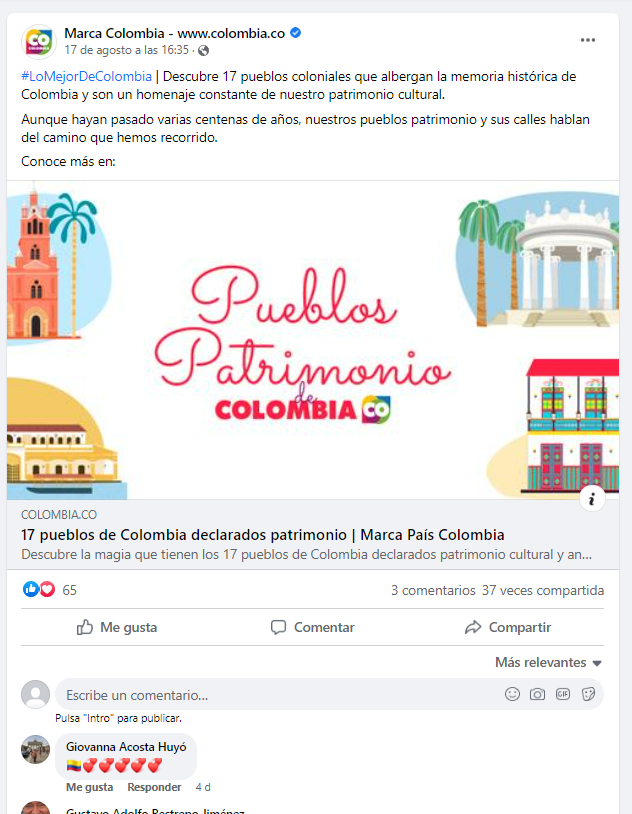 Marca Colombia - www.colombia.co
17 de agosto a las 16:35 ·
#LoMejorDeColombia | Descubre 17 pueblos coloniales que albergan la memoria histórica de
Colombia y son un homenaje constante de nuestro patrimonio cultural.
Aunque hayan pasado varias centenas de años, nuestros pueblos patrimonio y sus calles hablan
del camino que hemos recorrido.
Conoce más en:
Pueblos
Patrimonio
de
COLOMBIA CO
COLOMBIA.CO
17 pueblos de Colombia declarados patrimonio | Marca País Colombia
Descubre la magia que tienen los 17 pueblos de Colombia declarados patrimonio cultural y an...
65
3 comentarios 37 veces compartida
Me gusta
Comentar
Compartir
Más relevantes
Escribe un comentario...
GIF
Pulsa "Intro" para publicar.
Giovanna Acosta Huyó
🇨🇴💕💕💕💕💕
Me gusta Responder 4 d
Gustavo Adolfo Restrepo Jiménez